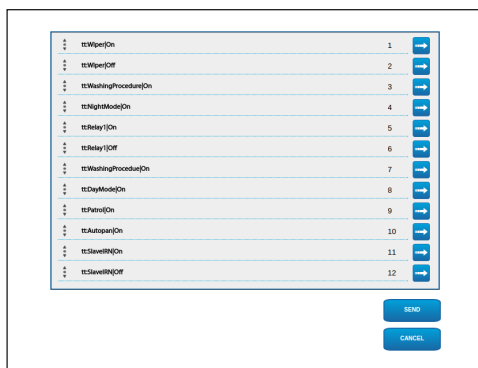 tt:Wiper|On 1
tt:Wiper|Off 2
tt:WashingProcedure|On 3
tt:NightMode|On 4
tt:Relay1|On 5
tt:Relay1|Off 6
tt:WashingProcedue|On 7
tt:DayMode|On 8
tt:Patrol|On 9
tt:Autopan|On 10
tt:SlaveIRN|On 11
tt:SlaveIRN|Off 12
SEND
CANCEL